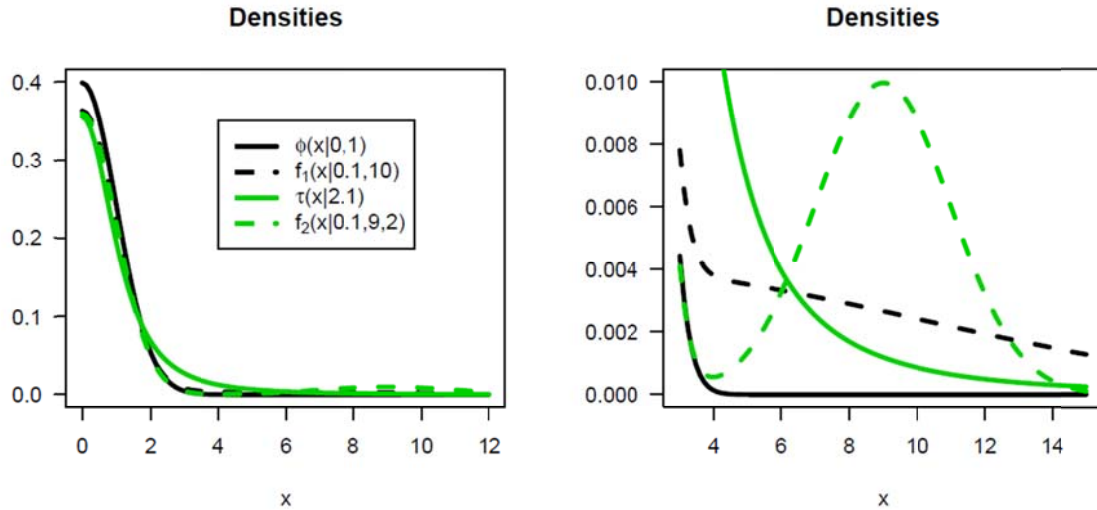 Densities
0.4
0.3
0.2
0.1
0.0
ϕ(x|0,1)
f₁(x|0.1,10)
τ(x|2.1)
f₂(x|0.1,9,2)
0 2 4 6 8 10 12
x
Densities
0.010
0.008
0.006
0.004
0.002
0.000
4 6 8 10 12 14
x